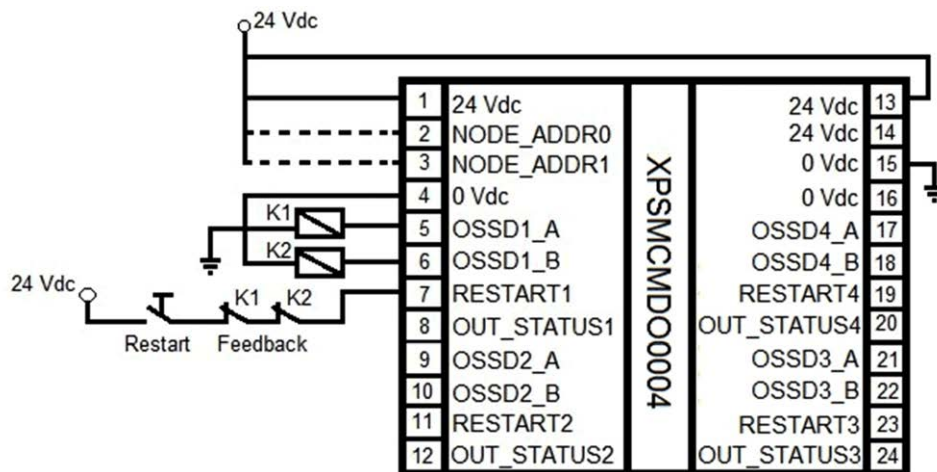 24 Vdc
1 24 Vdc
2 NODE_ADDR0
3 NODE_ADDR1
4 0 Vdc
5 OSSD1_A
6 OSSD1_B
7 RESTART1
8 OUT_STATUS1
9 OSSD2_A
10 OSSD2_B
11 RESTART2
12 OUT_STATUS2
K1
K2
24 Vdc
K1 K2
Restart Feedback
XPSMCMDO0004
24 Vdc 13
24 Vdc 14
0 Vdc 15
0 Vdc 16
OSSD4_A 17
OSSD4_B 18
RESTART4 19
OUT_STATUS4 20
OSSD3_A 21
OSSD3_B 22
RESTART3 23
OUT_STATUS3 24